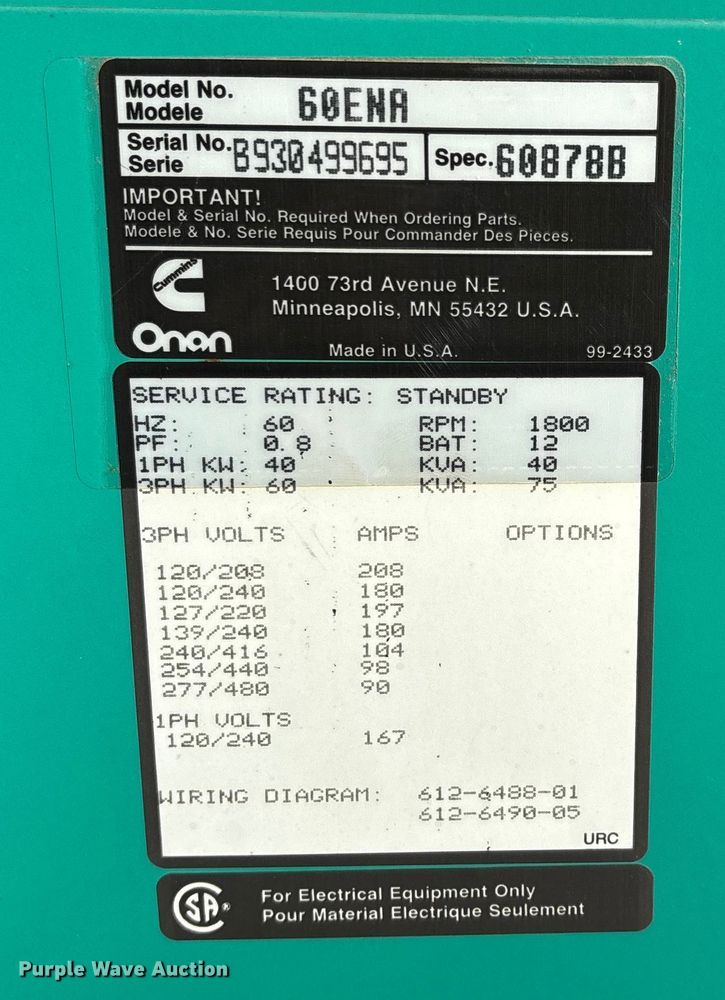 Model No.
Modele
60ENA
Serial No.
Serie
B930499695
Spec. 60878B
IMPORTANT!
Model & Serial No. Required When Ordering Parts.
Modele & No. Serie Requis Pour Commander Des Pieces.
Cummins
Onan
1400 73rd Avenue N.E.
Minneapolis, MN 55432 U.S.A.
Made in U.S.A.
99-2433
SERVICE RATING: STANDBY
HZ: 60 RPM: 1800
PF: 0.8 BAT: 12
1PH KW: 40 KVA: 40
3PH KW: 60 KVA: 75
3PH VOLTS AMPS OPTIONS
120/208 208
120/240 180
127/220 197
139/240 180
240/416 104
254/440 98
277/480 90
1PH VOLTS
120/240 167
WIRING DIAGRAM: 612-6488-01
612-6490-05
URC
SA
For Electrical Equipment Only
Pour Material Electrique Seulement
Purple Wave Auction